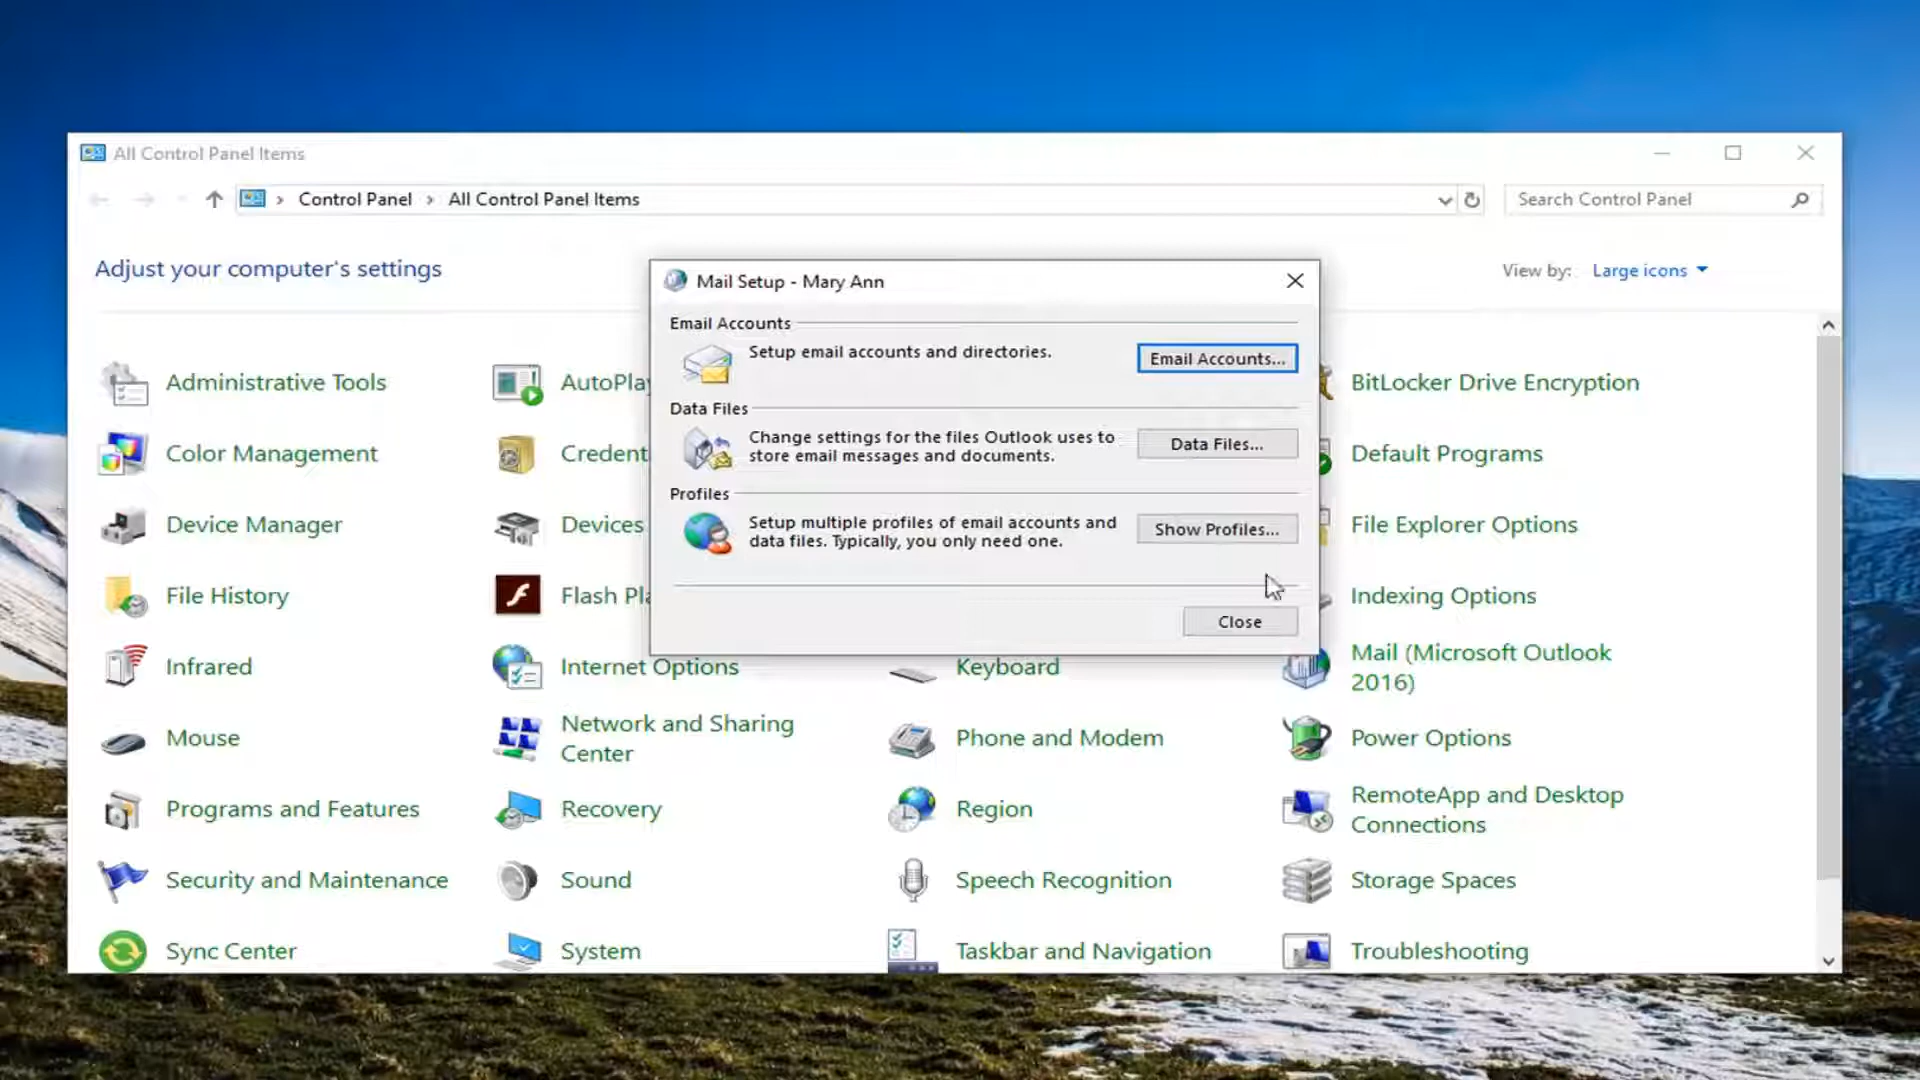 All Control Panel Items
Control Panel
All Control Panel Items
Search Control Panel
Adjust your computer's settings
View by:
Large icons
Mail Setup - Mary Ann
Email Accounts
Setup email accounts and directories.
Email Accounts...
Data Files
Change settings for the files Outlook uses to
store email messages and documents.
Data Files...
Profiles
Setup multiple profiles of email accounts and
data files. Typically, you only need one.
Show Profiles...
Close
Administrative Tools
AutoPlay
BitLocker Drive Encryption
Color Management
Credent
Default Programs
Device Manager
Devices
File Explorer Options
File History
Flash Pla
Indexing Options
Infrared
Internet Options
Keyboard
Mail (Microsoft Outlook
2016)
Mouse
Network and Sharing
Center
Phone and Modem
Power Options
Programs and Features
Recovery
Region
RemoteApp and Desktop
Connections
Security and Maintenance
Sound
Speech Recognition
Storage Spaces
Sync Center
System
Taskbar and Navigation
Troubleshooting